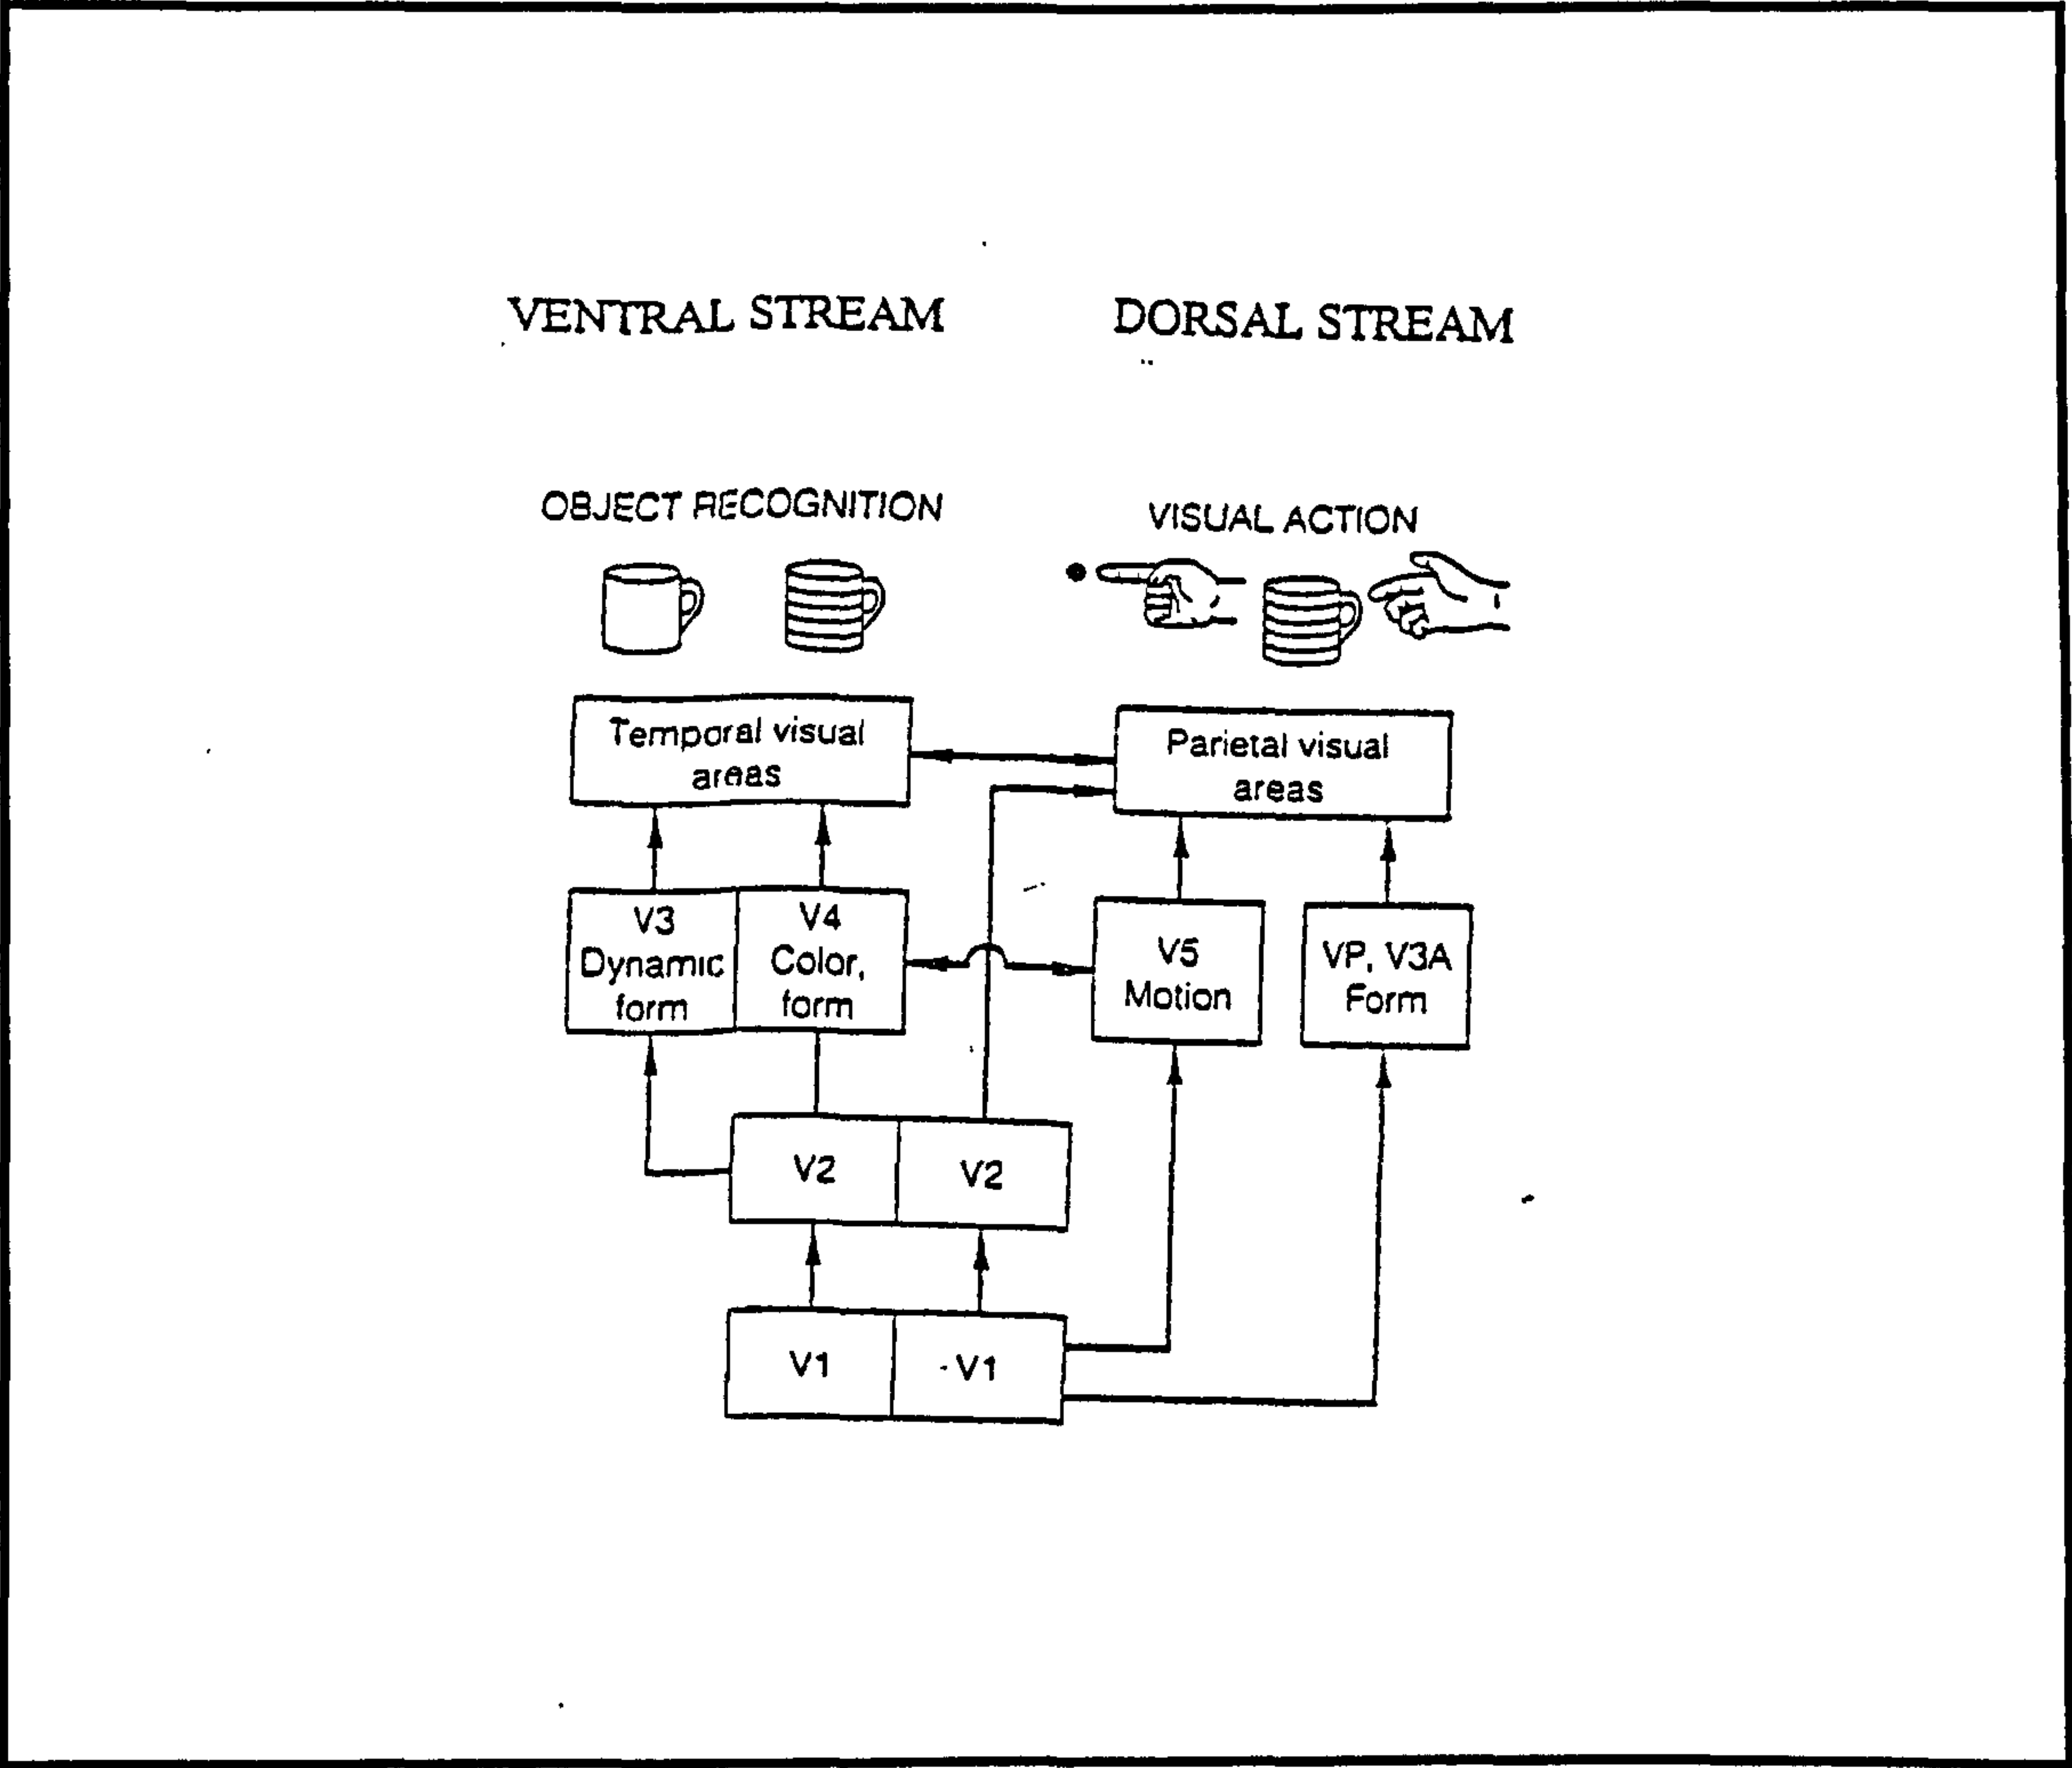 VENTRAL STREAM
DORSAL STREAM
OBJECT RECOGNITION
VISUAL ACTION
Temporal visual
areas
Parietal visual
areas
V3
Dynamic
form
V4
Color,
form
V5
Motion
VP, V3A
Form
V2
V2
V1
V1